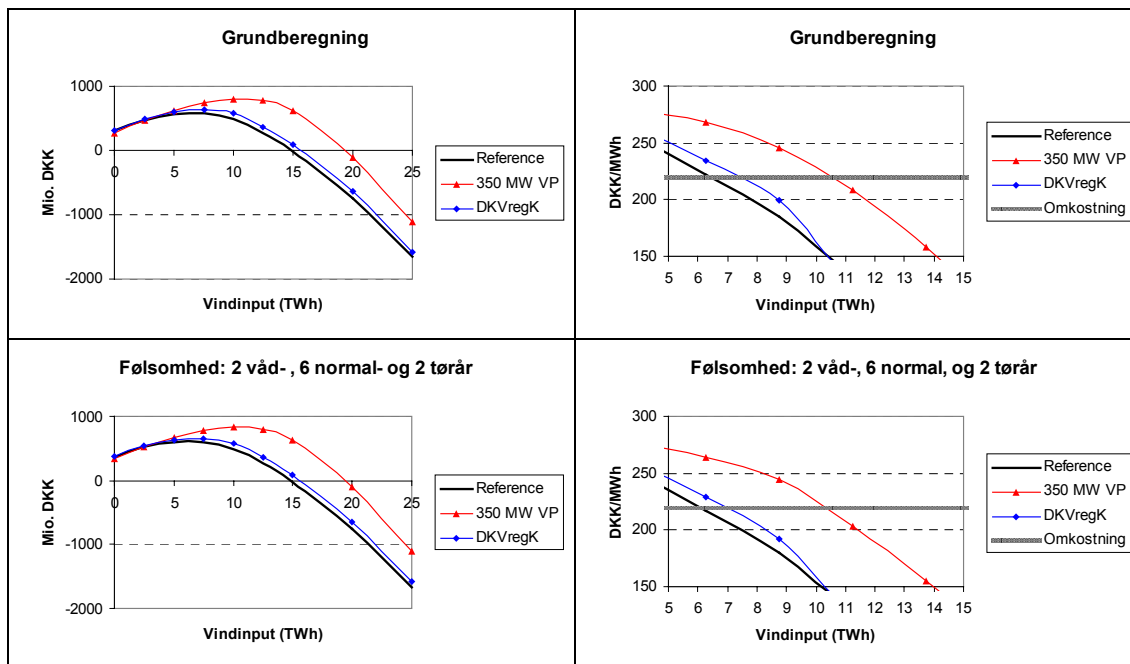 Grundberegning
Mio. DKK
1000
0
-1000
-2000
0 5 10 15 20 25
Vindinput (TWh)
Reference
350 MW VP
DKVregK
Grundberegning
DKK/MWh
300
250
200
150
5 6 7 8 9 10 11 12 13 14 15
Vindinput (TWh)
Reference
350 MW VP
DKVregK
Omkostning
Følsomhed: 2 våd- , 6 normal- og 2 tørår
Mio. DKK
1000
0
-1000
-2000
0 5 10 15 20 25
Vindinput (TWh)
Reference
350 MW VP
DKVregK
Følsomhed: 2 våd-, 6 normal, og 2 tørår
DKK/MWh
300
250
200
150
5 6 7 8 9 10 11 12 13 14 15
Vindinput (TWh)
Reference
350 MW VP
DKVregK
Omkostning